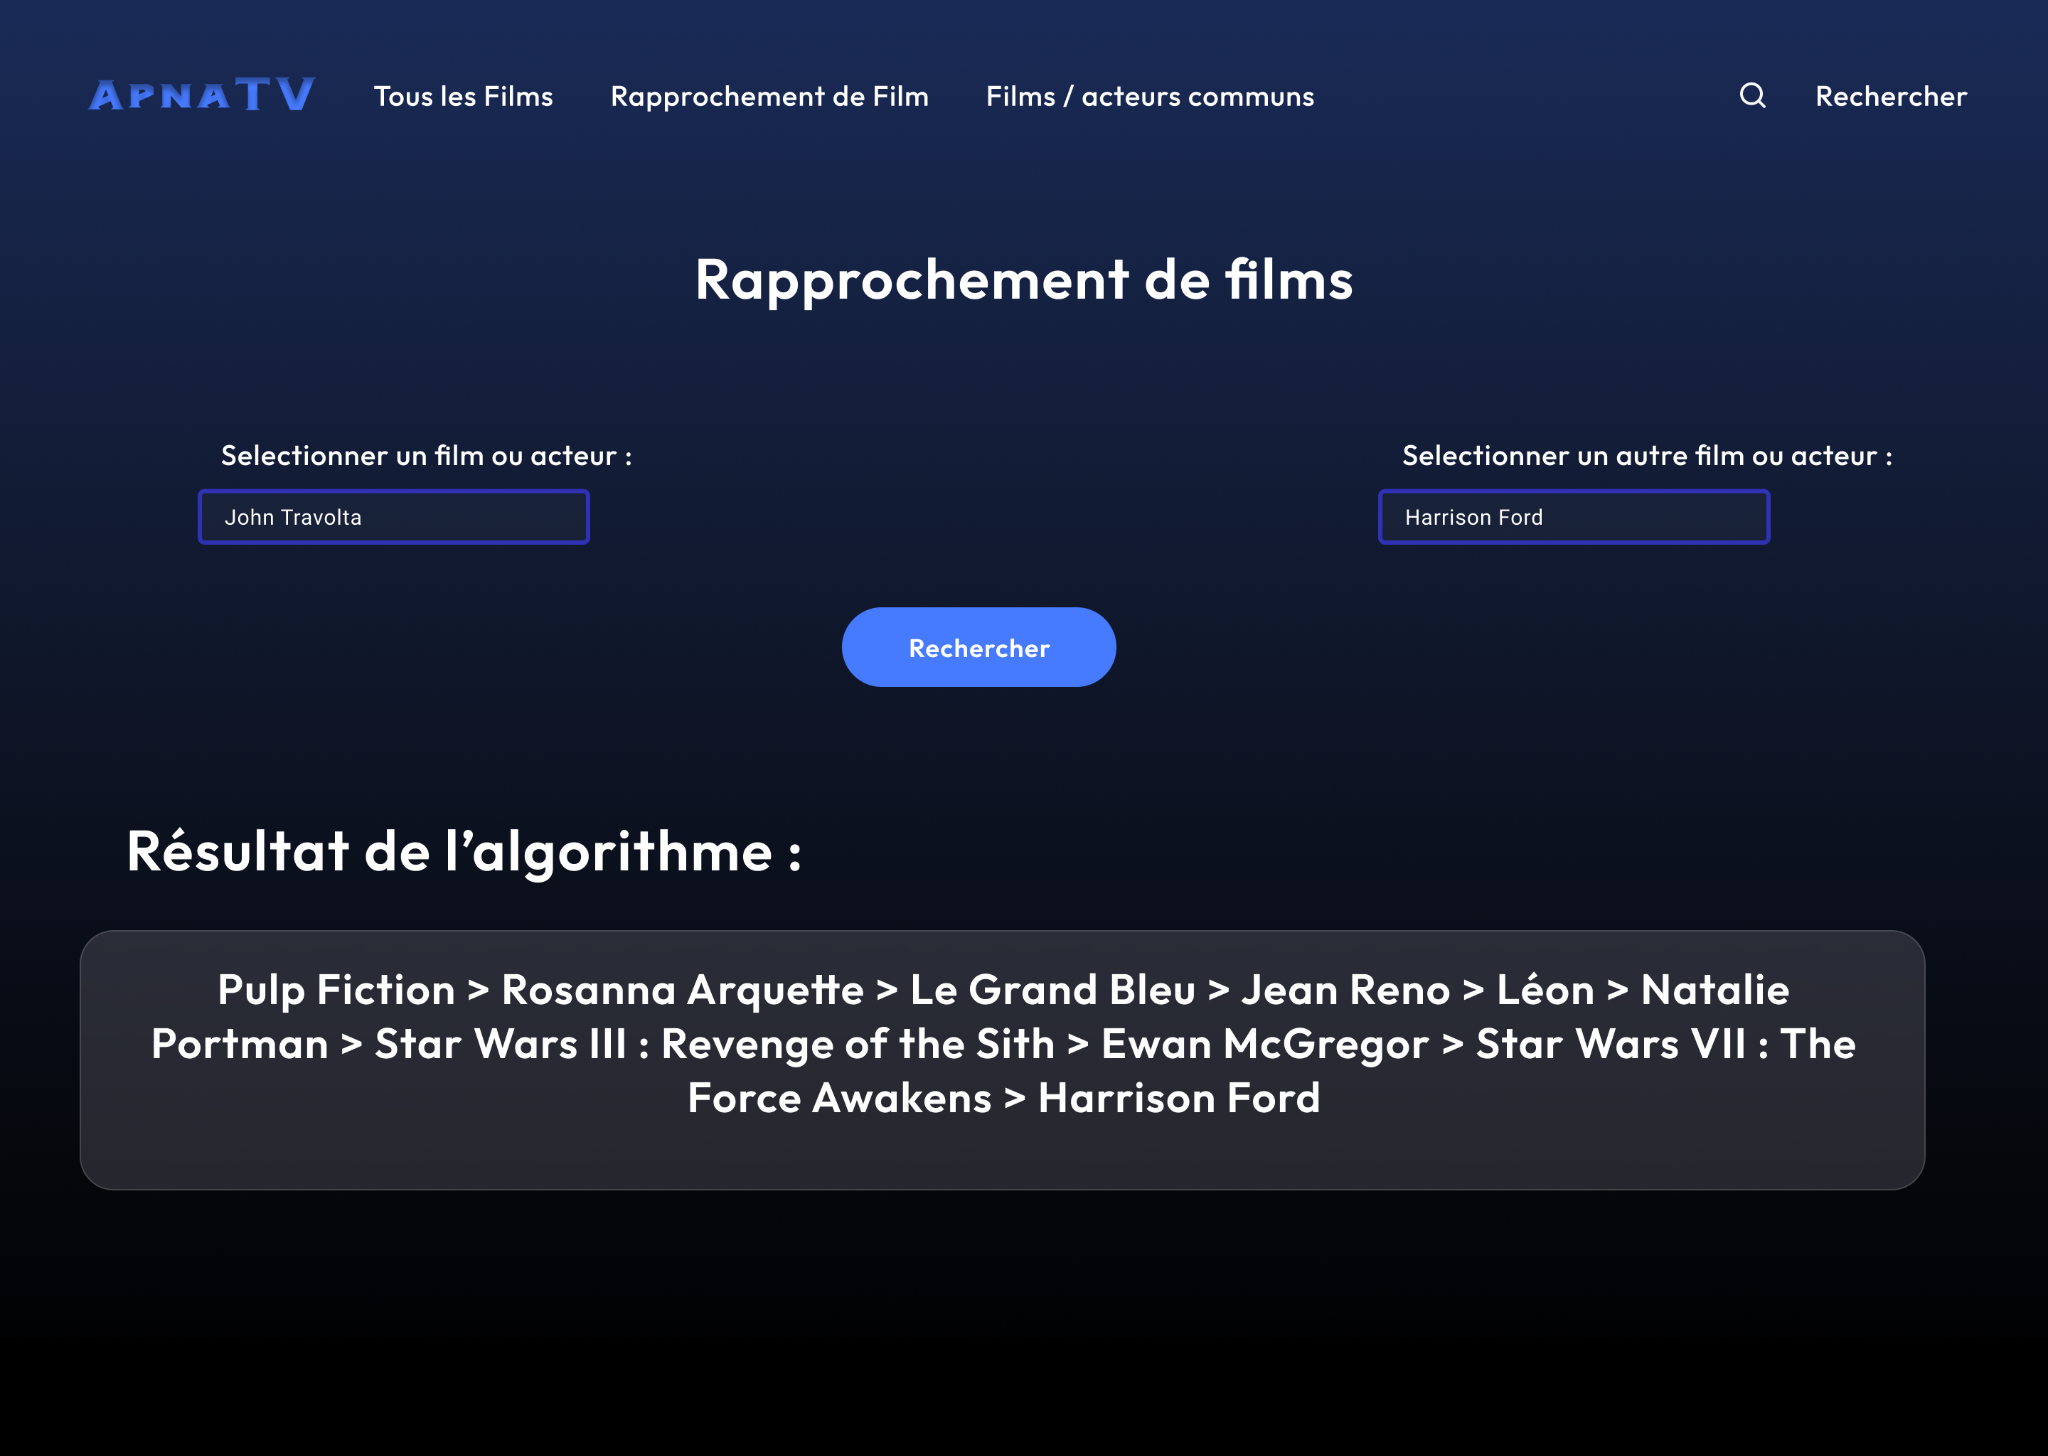 APNATV
Tous les Films
Rapprochement de Film
Films / acteurs communs
Rechercher
Rapprochement de films
Selectionner un film ou acteur :
Selectionner un autre film ou acteur :
John Travolta
Harrison Ford
Rechercher
Résultat de l’algorithme :
Pulp Fiction > Rosanna Arquette > Le Grand Bleu > Jean Reno > Léon > Natalie
Portman > Star Wars III : Revenge of the Sith > Ewan McGregor > Star Wars VII : The
Force Awakens > Harrison Ford